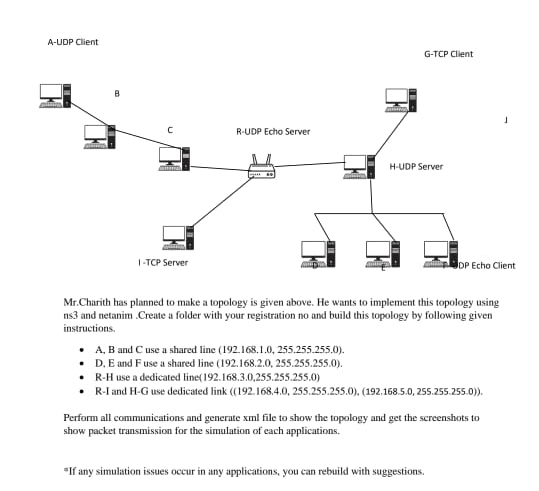 A-UDP Client
G-TCP Client
B
J
C
R-UDP Echo Server
H-UDP Server
I -TCP Server
D
E
F- UDP Echo Client
Mr.Charith has planned to make a topology is given above. He wants to implement this topology using
ns3 and netanim .Create a folder with your registration no and build this topology by following given
instructions.
• A, B and C use a shared line (192.168.1.0, 255.255.255.0).
• D, E and F use a shared line (192.168.2.0, 255.255.255.0).
• R-H use a dedicated line(192.168.3.0,255.255.255.0)
• R-I and H-G use dedicated link ((192.168.4.0, 255.255.255.0), (192.168.5.0, 255.255.255.0)).
Perform all communications and generate xml file to show the topology and get the screenshots to
show packet transmission for the simulation of each applications.
*If any simulation issues occur in any applications, you can rebuild with suggestions.